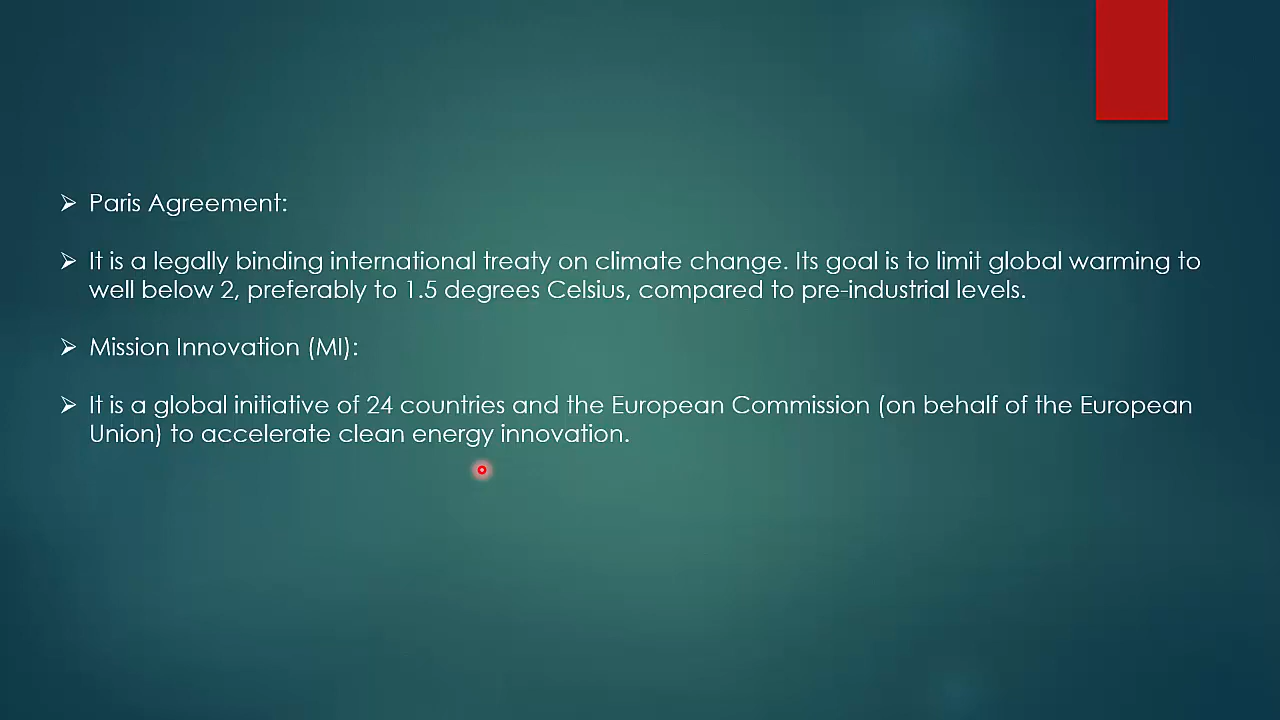 Paris Agreement:
It is a legally binding international treaty on climate change. Its goal is to limit global warming to
well below 2, preferably to 1.5 degrees Celsius, compared to pre-industrial levels.
Mission Innovation (MI):
It is a global initiative of 24 countries and the European Commission (on behalf of the European
Union) to accelerate clean energy innovation.